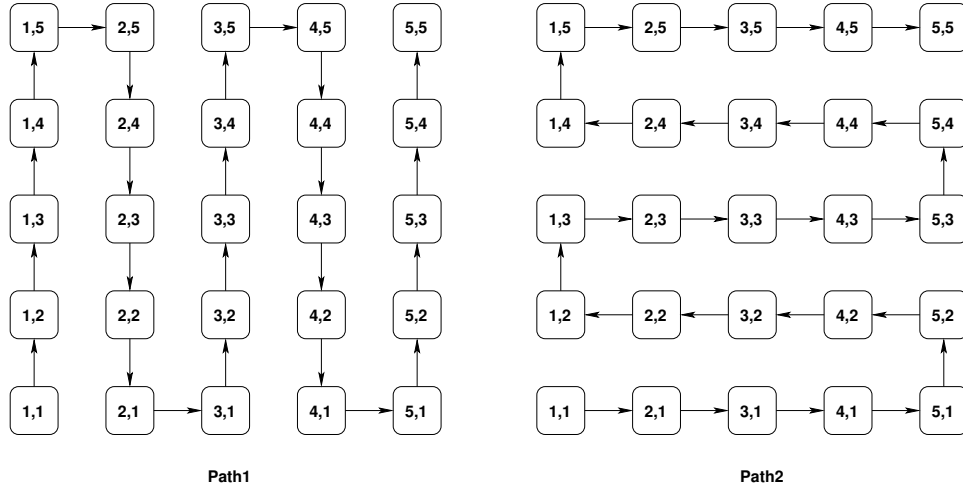 1,5 2,5 3,5 4,5 5,5 1,5 2,5 3,5 4,5 5,5
1,4 2,4 3,4 4,4 5,4 1,4 2,4 3,4 4,4 5,4
1,3 2,3 3,3 4,3 5,3 1,3 2,3 3,3 4,3 5,3
1,2 2,2 3,2 4,2 5,2 1,2 2,2 3,2 4,2 5,2
1,1 2,1 3,1 4,1 5,1 1,1 2,1 3,1 4,1 5,1
Path1 Path2